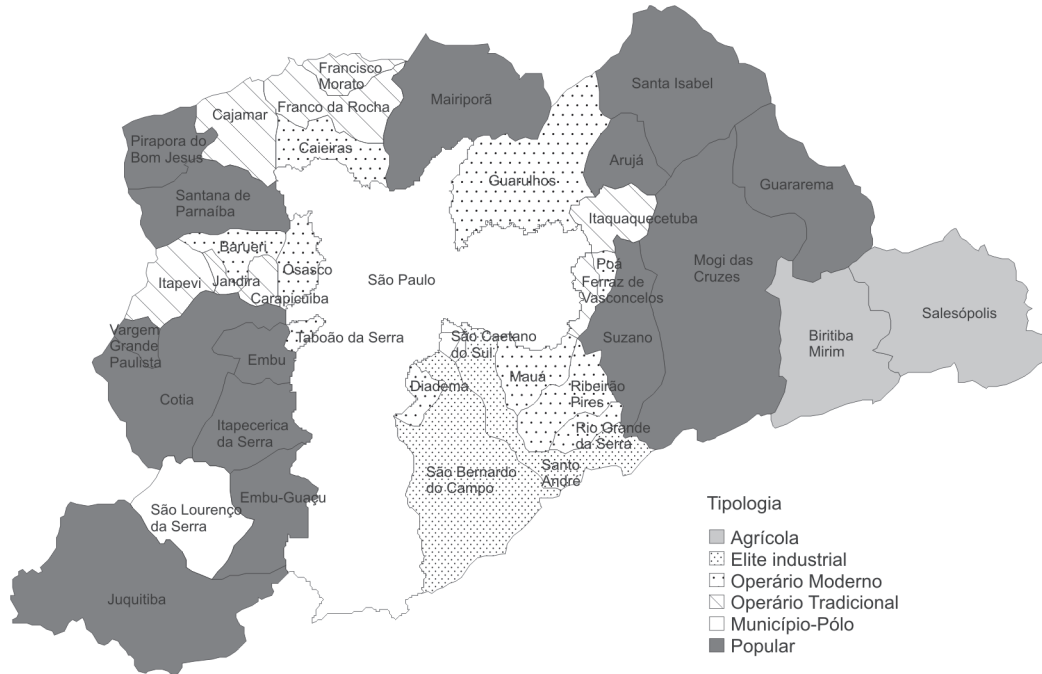 Francisco
Morato
Santa Isabel
Mairiporã
Franco da Rocha
Cajamar
Pirapora do
Bom Jesus
Caieiras
Arujá
Guarulhos
Guararema
Santana de
Parnaíba
Itaquaquecetuba
Barueri
Mogi das
Cruzes
Osasco
Poá
São Paulo
Itapevi
Jandira
Ferraz de
Vasconcelos
Carapicuíba
Salesópolis
Vargem
Grande
Paulista
Taboão da Serra
São Caetano
do Sul
Suzano
Biritiba
Mirim
Embu
Mauá
Diadema
Ribeirão
Pires
Cotia
Itapecerica
da Serra
Rio Grande
da Serra
São Bernardo
do Campo
Santo
André
Embu-Guaçu
São Lourenço
da Serra
Juquitiba
Tipologia
Agrícola
Elite industrial
Operário Moderno
Operário Tradicional
Município-Pólo
Popular